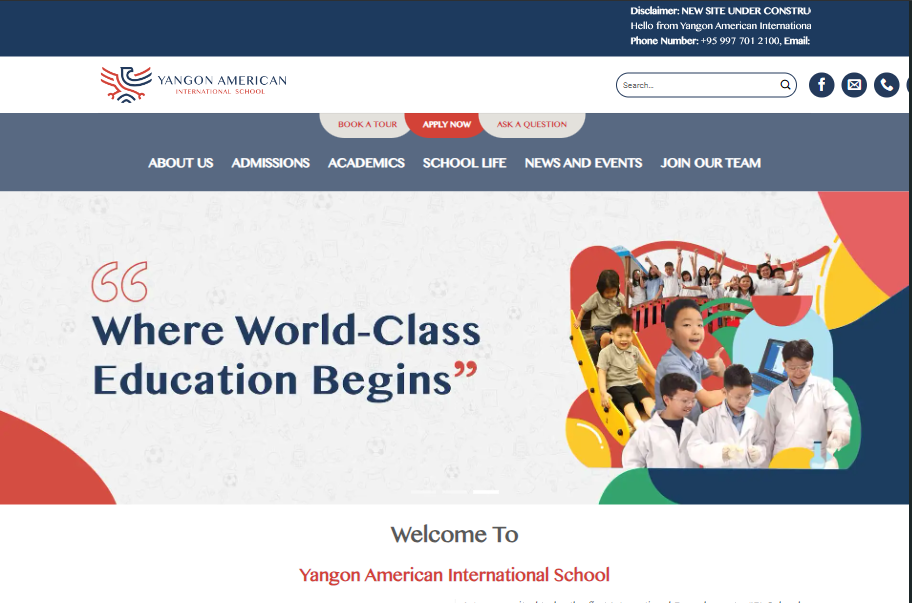 Disclaimer: NEW SITE UNDER CONSTRU
Hello from Yangon American Internationa
Phone Number: +95 997 701 2100, Email:
YANGON AMERICAN
INTERNATIONAL SCHOOL
Search...
BOOK A TOUR APPLY NOW ASK A QUESTION
ABOUT US ADMISSIONS ACADEMICS SCHOOL LIFE NEWS AND EVENTS JOIN OUR TEAM
“Where World-Class
Education Begins”
Welcome To
Yangon American International School